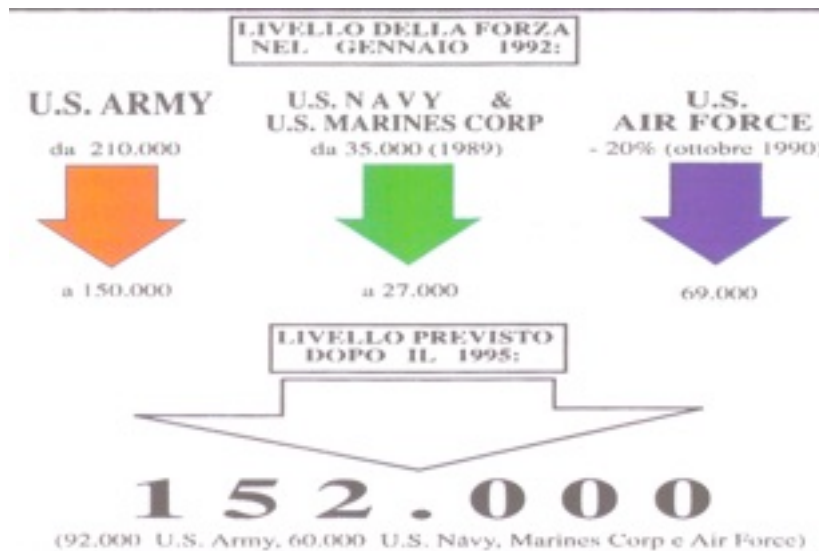 LIVELLO DELLA FORZA
NEL GENNAIO 1992:
U.S. ARMY
da 210.000
a 150.000
U.S. NAVY &
U.S. MARINES CORP
da 35.000 (1989)
a 27.000
U.S.
AIR FORCE
- 20% (ottobre 1990)
69.000
LIVELLO PREVISTO
DOPO IL 1995:
152.000
(92.000 U.S. Army, 60.000 U.S. Navy, Marines Corp e Air Force)